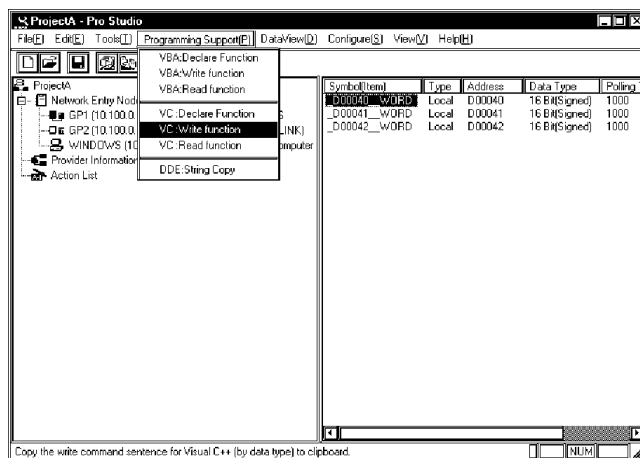 ProjectA - Pro Studio
File(F) Edit(E) Tools(T) Programming Support(P) DataView(D) Configure(S) View(V) Help(H)
VBA:Declare Function
VBA:Write function
VBA:Read function
VC :Declare Function
VC :Write function
VC :Read function
DDE:String Copy
ProjectA
Network Entry Nod
GP1 (10.100.0. S
GP2 (10.100.0. LINK)
WINDOWS (10 omputer
Provider Information
Action List
Symbol(Item) Type Address Data Type Polling T
_D00040__WORD Local D00040 16 Bit(Signed) 1000
_D00041__WORD Local D00041 16 Bit(Signed) 1000
_D00042__WORD Local D00042 16 Bit(Signed) 1000
Copy the write command sentence for Visual C++ (by data type) to clipboard.
NUM